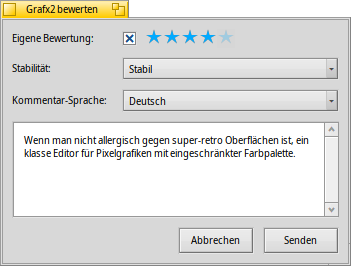 Grafx2 bewerten
Eigene Bewertung:
Stabilität: Stabil
Kommentar-Sprache: Deutsch
Wenn man nicht allergisch gegen super-retro Oberflächen ist, ein
klasse Editor für Pixelgrafiken mit eingeschränkter Farbpalette.
Abbrechen Senden